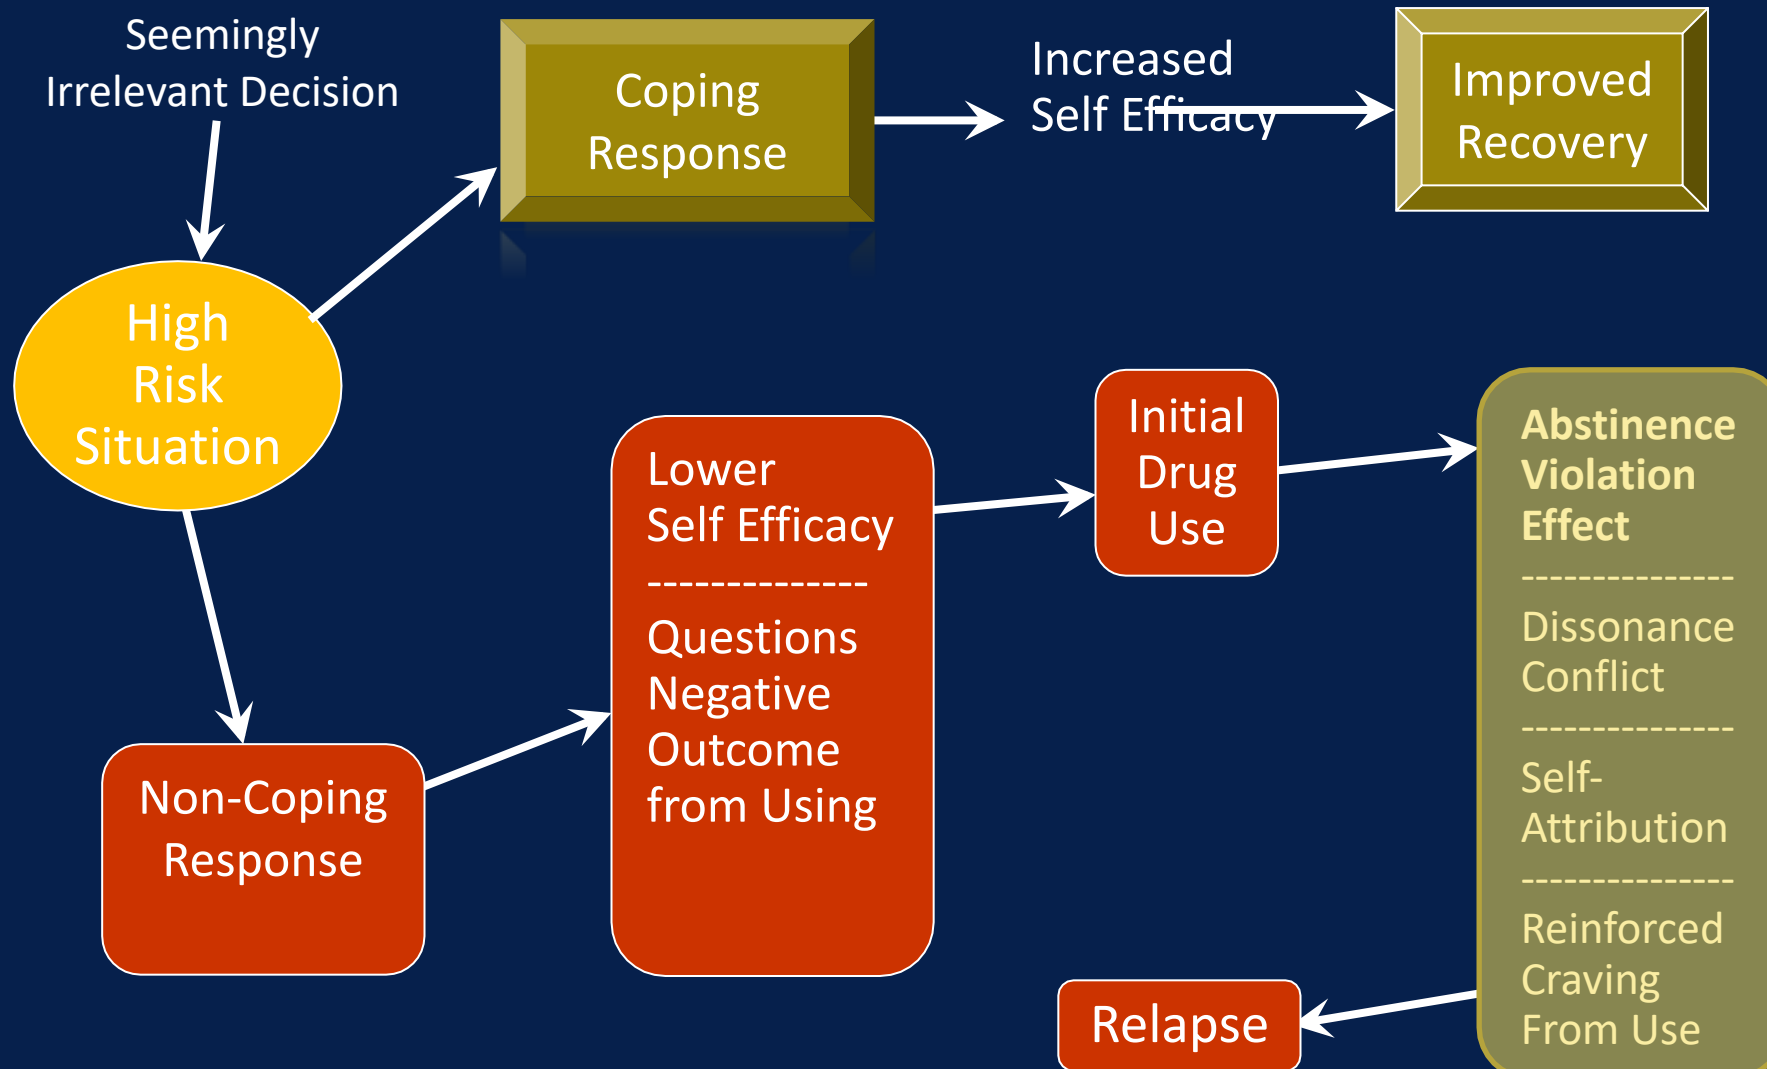 Seemingly
Irrelevant Decision
Coping
Response
Increased
Self Efficacy
Improved
Recovery
High
Risk
Situation
Non-Coping
Response
Lower
Self Efficacy
--------------
Questions
Negative
Outcome
from Using
Initial
Drug
Use
Abstinence
Violation
Effect
---------------
Dissonance
Conflict
---------------
Self-
Attribution
---------------
Reinforced
Craving
From Use
Relapse